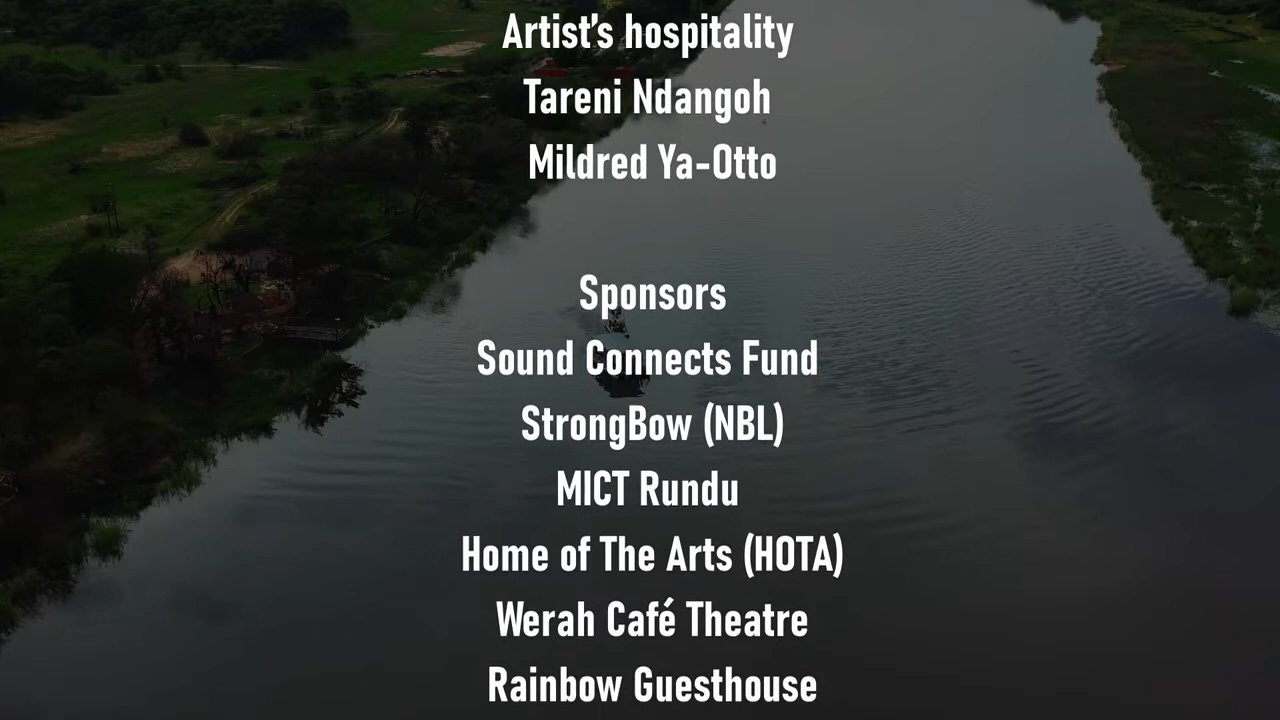 Artist's hospitality
Tareni Ndangoh
Mildred Ya-Otto
Sponsors
Sound Connects Fund
StrongBow (NBL)
MICT Rundu
Home of The Arts (HOTA)
Werah Café Theatre
Rainbow Guesthouse